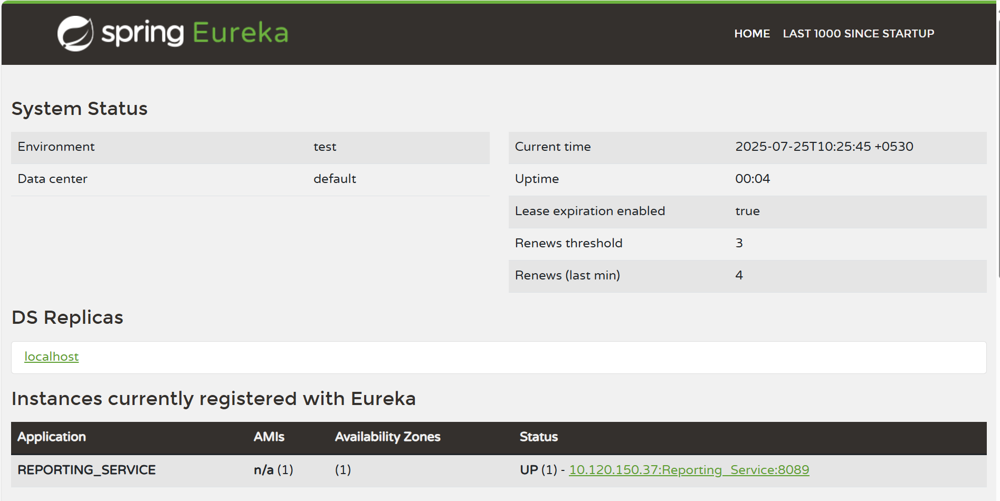 spring Eureka
HOME LAST 1000 SINCE STARTUP
System Status
Environment test
Data center default
Current time 2025-07-25T10:25:45 +0530
Uptime 00:04
Lease expiration enabled true
Renews threshold 3
Renews (last min) 4
DS Replicas
localhost
Instances currently registered with Eureka
Application AMIs Availability Zones Status
REPORTING_SERVICE n/a (1) (1) UP (1) - 10.120.150.37:Reporting_Service:8089